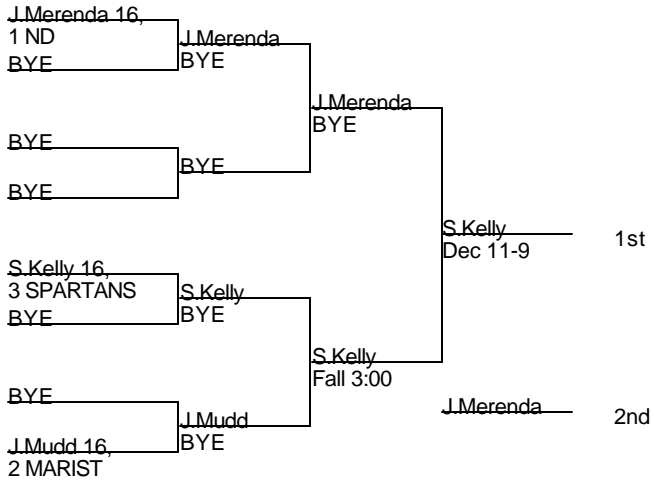 J.Merenda 16,
1 ND
BYE
BYE
BYE
S.Kelly 16,
3 SPARTANS
BYE
BYE
J.Mudd 16,
2 MARIST
J.Merenda
BYE
BYE
S.Kelly
BYE
J.Mudd
BYE
J.Merenda
BYE
S.Kelly
Fall 3:00
S.Kelly
Dec 11-9
1st
J.Merenda
2nd